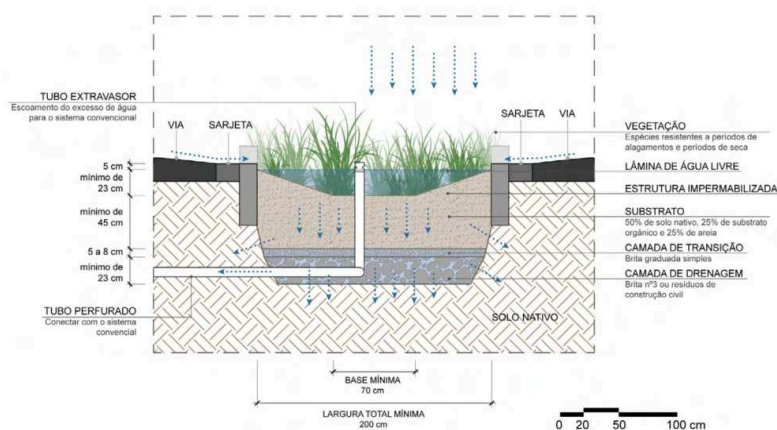 TUBO EXTRAVASOR
Escoamento do excesso de água
para o sistema convencional
VIA
SARJETA
SARJETA
VIA
VEGETAÇÃO
Espécies resistentes a períodos de
alagamentos e períodos de seca
5 cm
LÂMINA DE ÁGUA LIVRE
mínimo de
23 cm
ESTRUTURA IMPERMABILIZADA
mínimo de
45 cm
SUBSTRATO
50% de solo nativo, 25% de substrato
orgânico e 25% de areia
5 a 8 cm
CAMADA DE TRANSIÇÃO
Brita graduada simples
mínimo de
23 cm
CAMADA DE DRENAGEM
Brita nº3 ou resíduos de
construção civil
TUBO PERFURADO
Conectar com o sistema
convencial
SOLO NATIVO
BASE MÍNIMA
70 cm
LARGURA TOTAL MÍNIMA
200 cm
0 20 50 100 cm